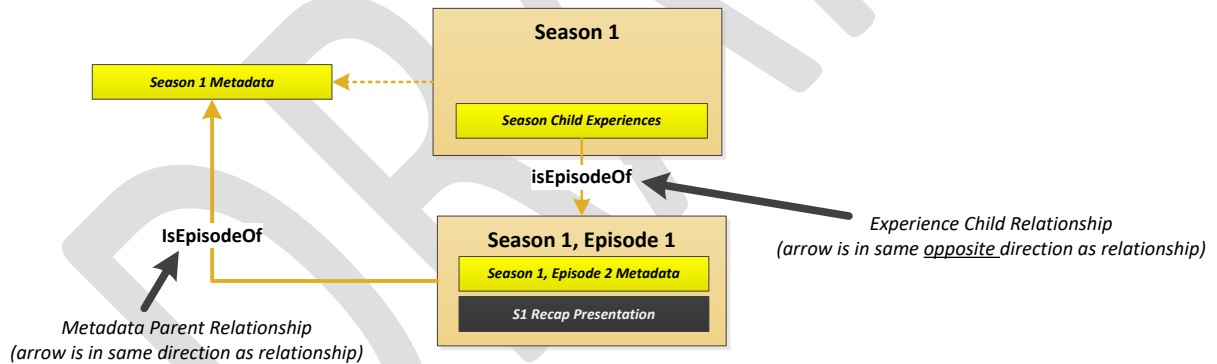 Season 1
Season 1 Metadata
Season Child Experiences
isEpisodeOf
Experience Child Relationship
(arrow is in same opposite direction as relationship)
IsEpisodeOf
Season 1, Episode 1
Season 1, Episode 2 Metadata
S1 Recap Presentation
Metadata Parent Relationship
(arrow is in same direction as relationship)